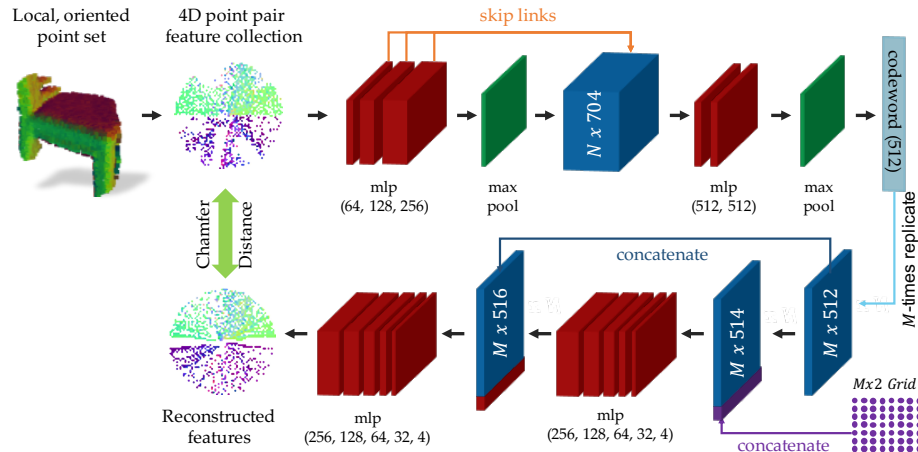 Local, oriented
point set
4D point pair
feature collection
skip links
N x 704
codeword (512)
mlp
(64, 128, 256)
max
pool
mlp
(512, 512)
max
pool
Chamfer
Distance
concatenate
M-times replicate
M x 516
M x 514
M x 512
Mx2 Grid
Reconstructed
features
mlp
(256, 128, 64, 32, 4)
mlp
(256, 128, 64, 32, 4)
concatenate